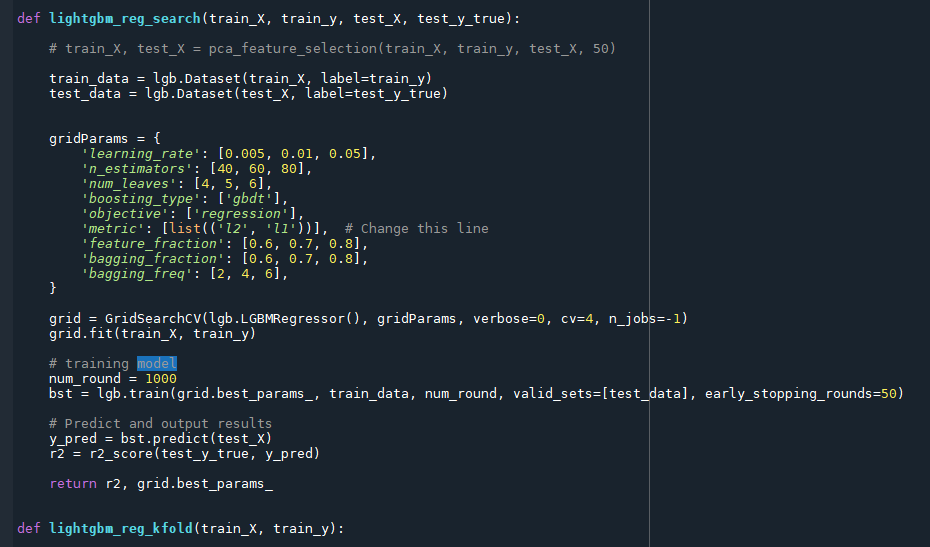 def lightgbm_reg_search(train_X, train_y, test_X, test_y_true):
# train_X, test_X = pca_feature_selection(train_X, train_y, test_X, 50)
train_data = lgb.Dataset(train_X, label=train_y)
test_data = lgb.Dataset(test_X, label=test_y_true)
gridParams = {
'learning_rate': [0.005, 0.01, 0.05],
'n_estimators': [40, 60, 80],
'num_leaves': [4, 5, 6],
'boosting_type': ['gbdt'],
'objective': ['regression'],
'metric': [list(('l2', 'l1'))],  # Change this line
'feature_fraction': [0.6, 0.7, 0.8],
'bagging_fraction': [0.6, 0.7, 0.8],
'bagging_freq': [2, 4, 6],
}
grid = GridSearchCV(lgb.LGBMRegressor(), gridParams, verbose=0, cv=4, n_jobs=-1)
grid.fit(train_X, train_y)
# training model
num_round = 1000
bst = lgb.train(grid.best_params_, train_data, num_round, valid_sets=[test_data], early_stopping_rounds=50)
# Predict and output results
y_pred = bst.predict(test_X)
r2 = r2_score(test_y_true, y_pred)
return r2, grid.best_params_
def lightgbm_reg_kfold(train_X, train_y):